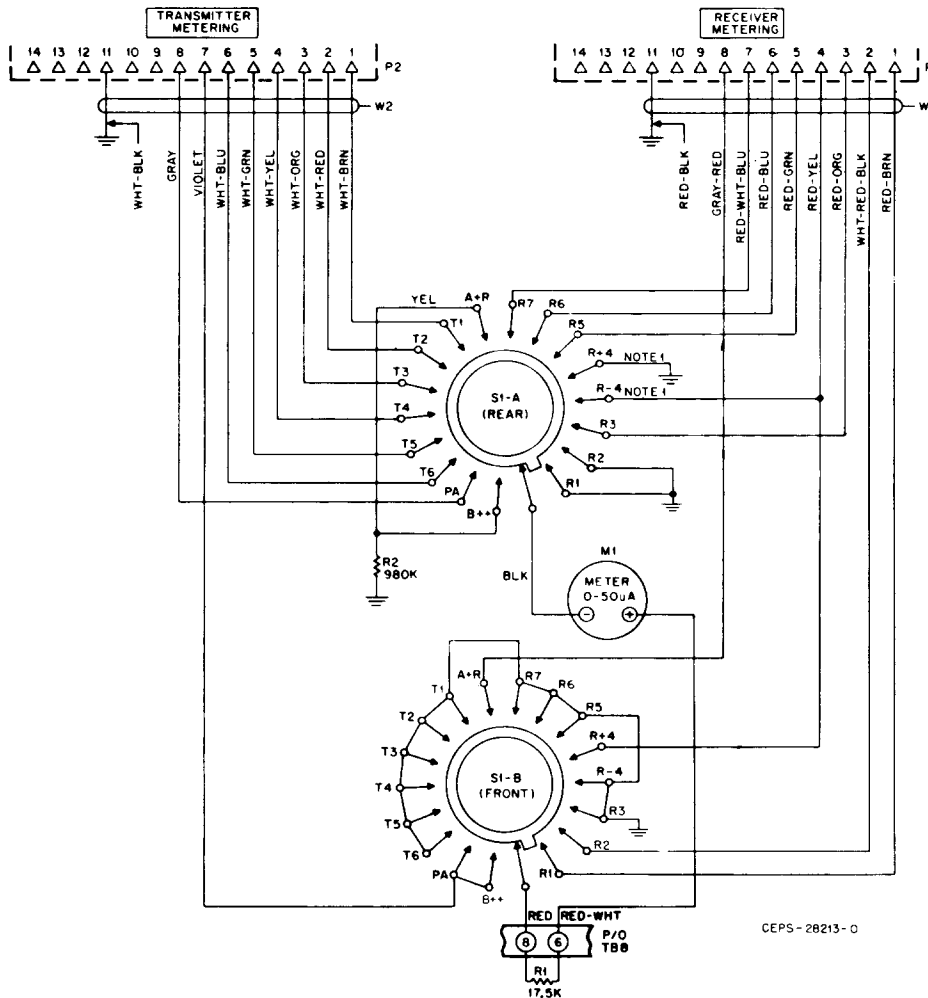 TRANSMITTER
METERING
RECEIVER
METERING
14 13 12 11 10 9 8 7 6 5 4 3 2 1
P2
14 13 12 11 10 9 8 7 6 5 4 3 2 1
P
W2
W
WHT-BLK
GRAY
VIOLET
WHT-BLU
WHT-GRN
WHT-YEL
WHT-ORG
WHT-RED
WHT-BRN
RED-BLK
GRAY-RED
RED-WHT-BLU
RED-BLU
RED-GRN
RED-YEL
RED-ORG
WHT-RED-BLK
RED-BRN
YEL
A+R
R7
R6
T1
R5
T2
R+4
NOTE 1
T3
R-4
NOTE 1
S1-A
(REAR)
T4
R3
T5
R2
T6
R1
PA
B++
R2
980K
BLK
M1
METER
0-50uA
- +
A+R
R7
R6
T1
R5
T2
R+4
T3
R-4
S1-B
(FRONT)
T4
R3
T5
R2
T6
R1
PA
B++
RED
RED-WHT
8 6
P/O
TB8
R1
17.5K
CEPS-28213-O